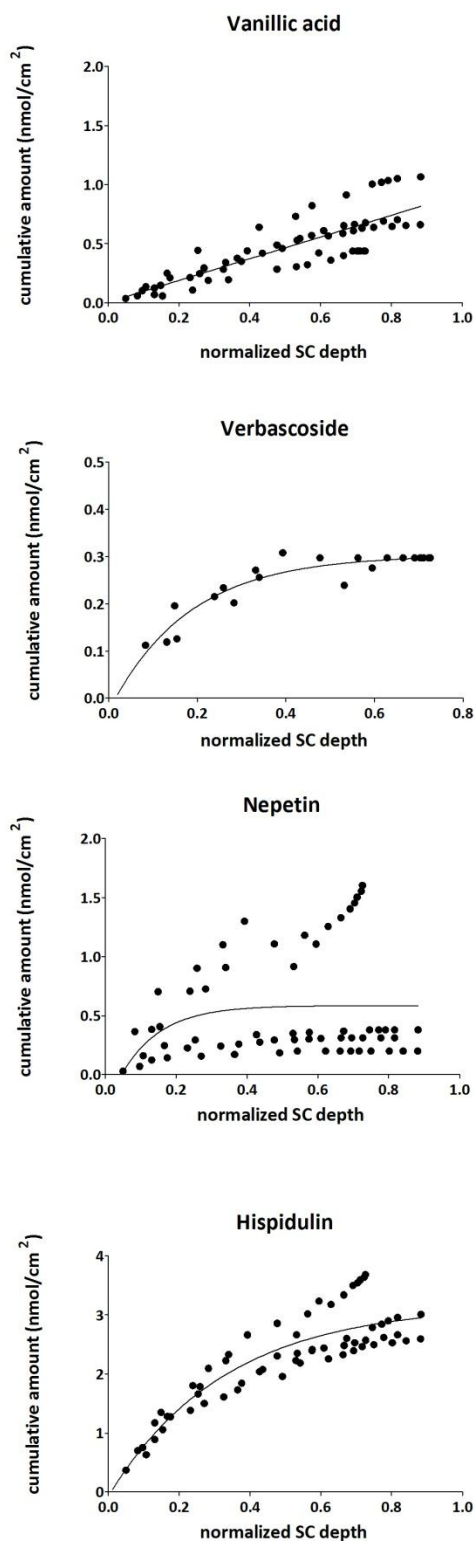 Vanillic acid
cumulative amount (nmol/cm²)
2.0
1.5
1.0
0.5
0.0
0.0 0.2 0.4 0.6 0.8 1.0
normalized SC depth
Verbascoside
cumulative amount (nmol/cm²)
0.5
0.4
0.3
0.2
0.1
0.0
0.0 0.2 0.4 0.6 0.8
normalized SC depth
Nepetin
cumulative amount (nmol/cm²)
2.0
1.5
1.0
0.5
0.0
0.0 0.2 0.4 0.6 0.8 1.0
normalized SC depth
Hispidulin
cumulative amount (nmol/cm²)
4
3
2
1
0
0.0 0.2 0.4 0.6 0.8 1.0
normalized SC depth